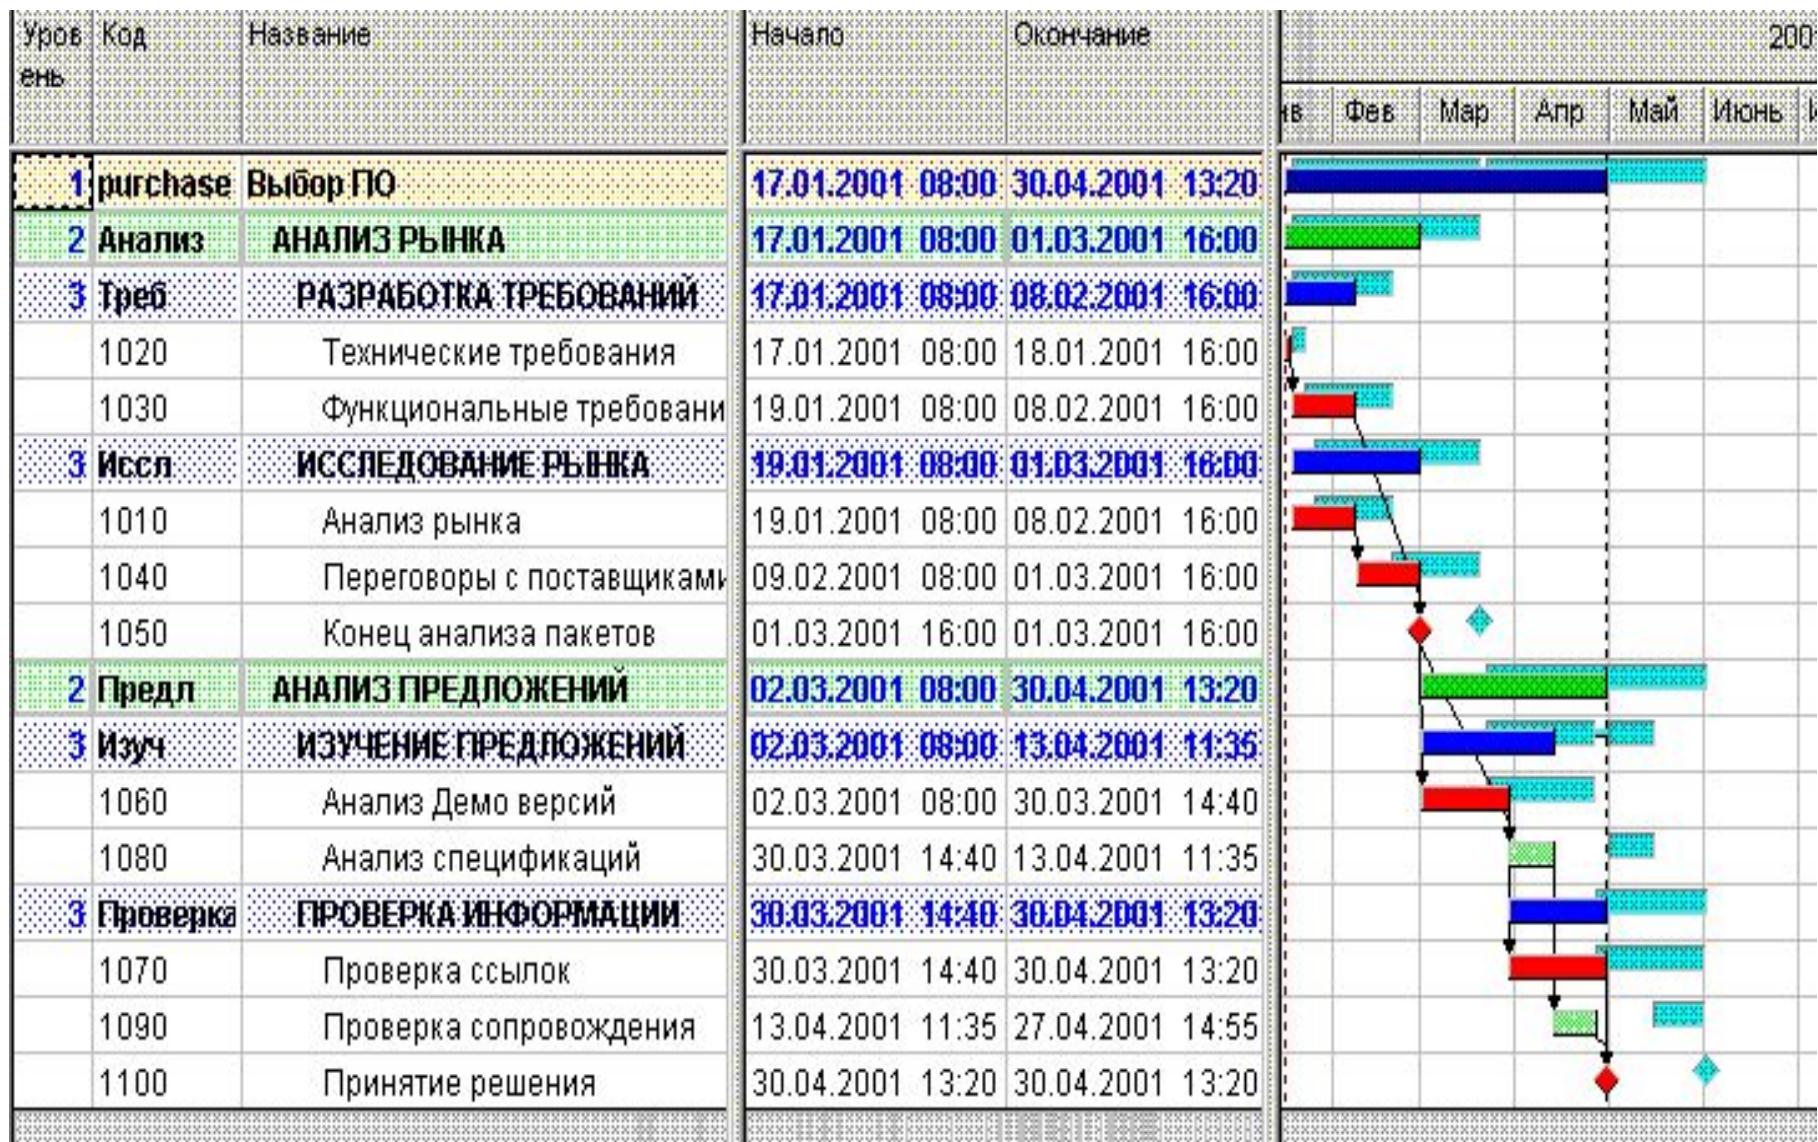 Уров Код Название Начало Окончание 2001
ень
нв Фев Мар Апр Май Июнь И
1 purchase Выбор ПО 17.01.2001 08:00 30.04.2001 13:20
2 Анализ АНАЛИЗ РЫНКА 17.01.2001 08:00 01.03.2001 16:00
3 Треб РАЗРАБОТКА ТРЕБОВАНИЙ 17.01.2001 08:00 08.02.2001 16:00
1020 Технические требования 17.01.2001 08:00 18.01.2001 16:00
1030 Функциональные требовани 19.01.2001 08:00 08.02.2001 16:00
3 Иссл ИССЛЕДОВАНИЕ РЫНКА 19.01.2001 08:00 01.03.2001 16:00
1010 Анализ рынка 19.01.2001 08:00 08.02.2001 16:00
1040 Переговоры с поставщиками 09.02.2001 08:00 01.03.2001 16:00
1050 Конец анализа пакетов 01.03.2001 16:00 01.03.2001 16:00
2 Предл АНАЛИЗ ПРЕДЛОЖЕНИЙ 02.03.2001 08:00 30.04.2001 13:20
3 Изуч ИЗУЧЕНИЕ ПРЕДЛОЖЕНИЙ 02.03.2001 08:00 13.04.2001 11:35
1060 Анализ Демо версий 02.03.2001 08:00 30.03.2001 14:40
1080 Анализ спецификаций 30.03.2001 14:40 13.04.2001 11:35
3 Проверка ПРОВЕРКА ИНФОРМАЦИИ 30.03.2001 14:40 30.04.2001 13:20
1070 Проверка ссылок 30.03.2001 14:40 30.04.2001 13:20
1090 Проверка сопровождения 13.04.2001 11:35 27.04.2001 14:55
1100 Принятие решения 30.04.2001 13:20 30.04.2001 13:20